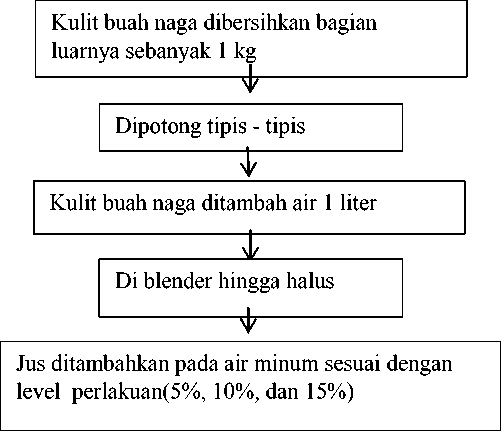 Kulit buah naga dibersihkan bagian
luarnya sebanyak 1 kg
Dipotong tipis - tipis
Kulit buah naga ditambah air 1 liter
Di blender hingga halus
Jus ditambahkan pada air minum sesuai dengan
level perlakuan(5%, 10%, dan 15%)